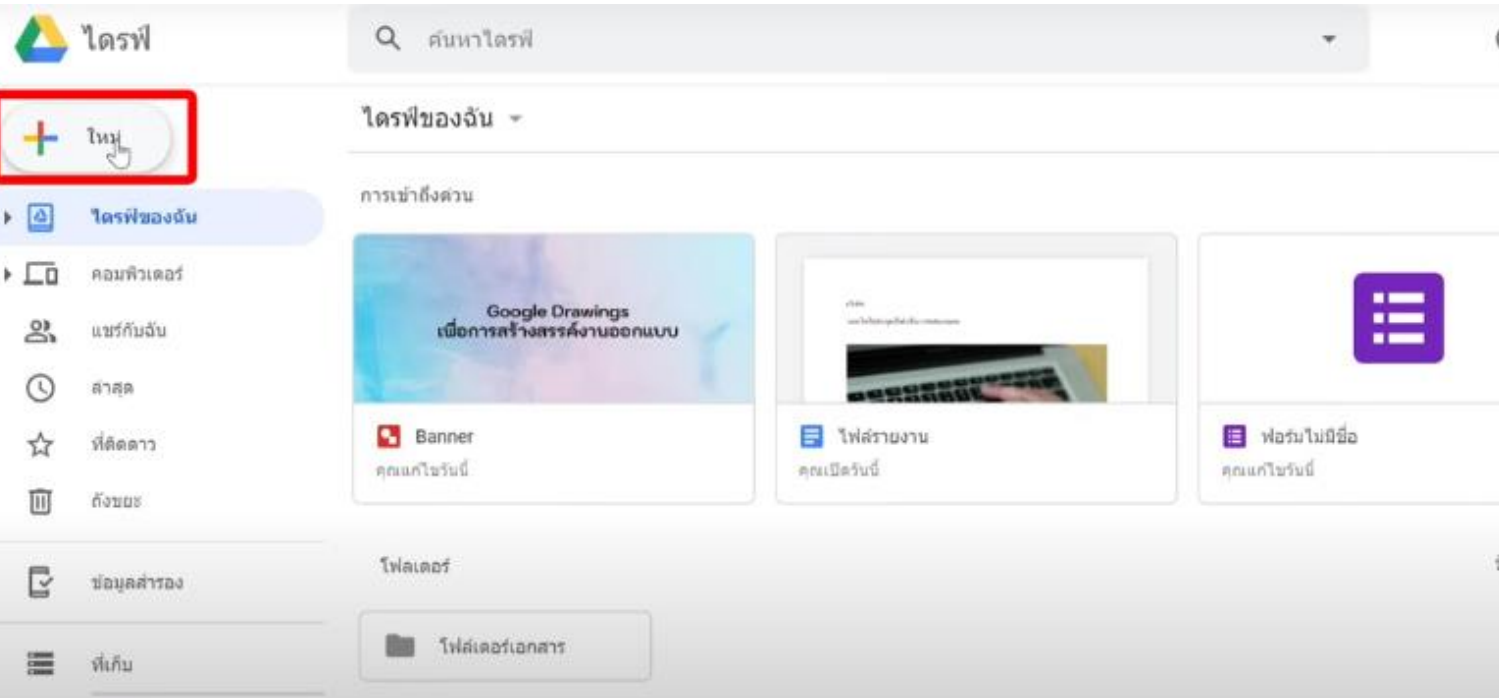 ไดรฟ์
ค้นหาไดรฟ์
ใหม่
ไดรฟ์ของฉัน
ไดรฟ์ของฉัน
คอมพิวเตอร์
แชร์กับฉัน
ล่าสุด
ที่ติดดาว
ถังขยะ
ข้อมูลสำรอง
ที่เก็บ
การเข้าถึงด่วน
Google Drawings
เพื่อการสร้างสรรค์งานออกแบบ
Banner
คุณแก้ไขวันนี้
ไฟล์รายงาน
คุณเปิดวันนี้
ฟอร์มไม่มีชื่อ
คุณแก้ไขวันนี้
โฟลเดอร์
โฟล์เดอร์เอกสาร